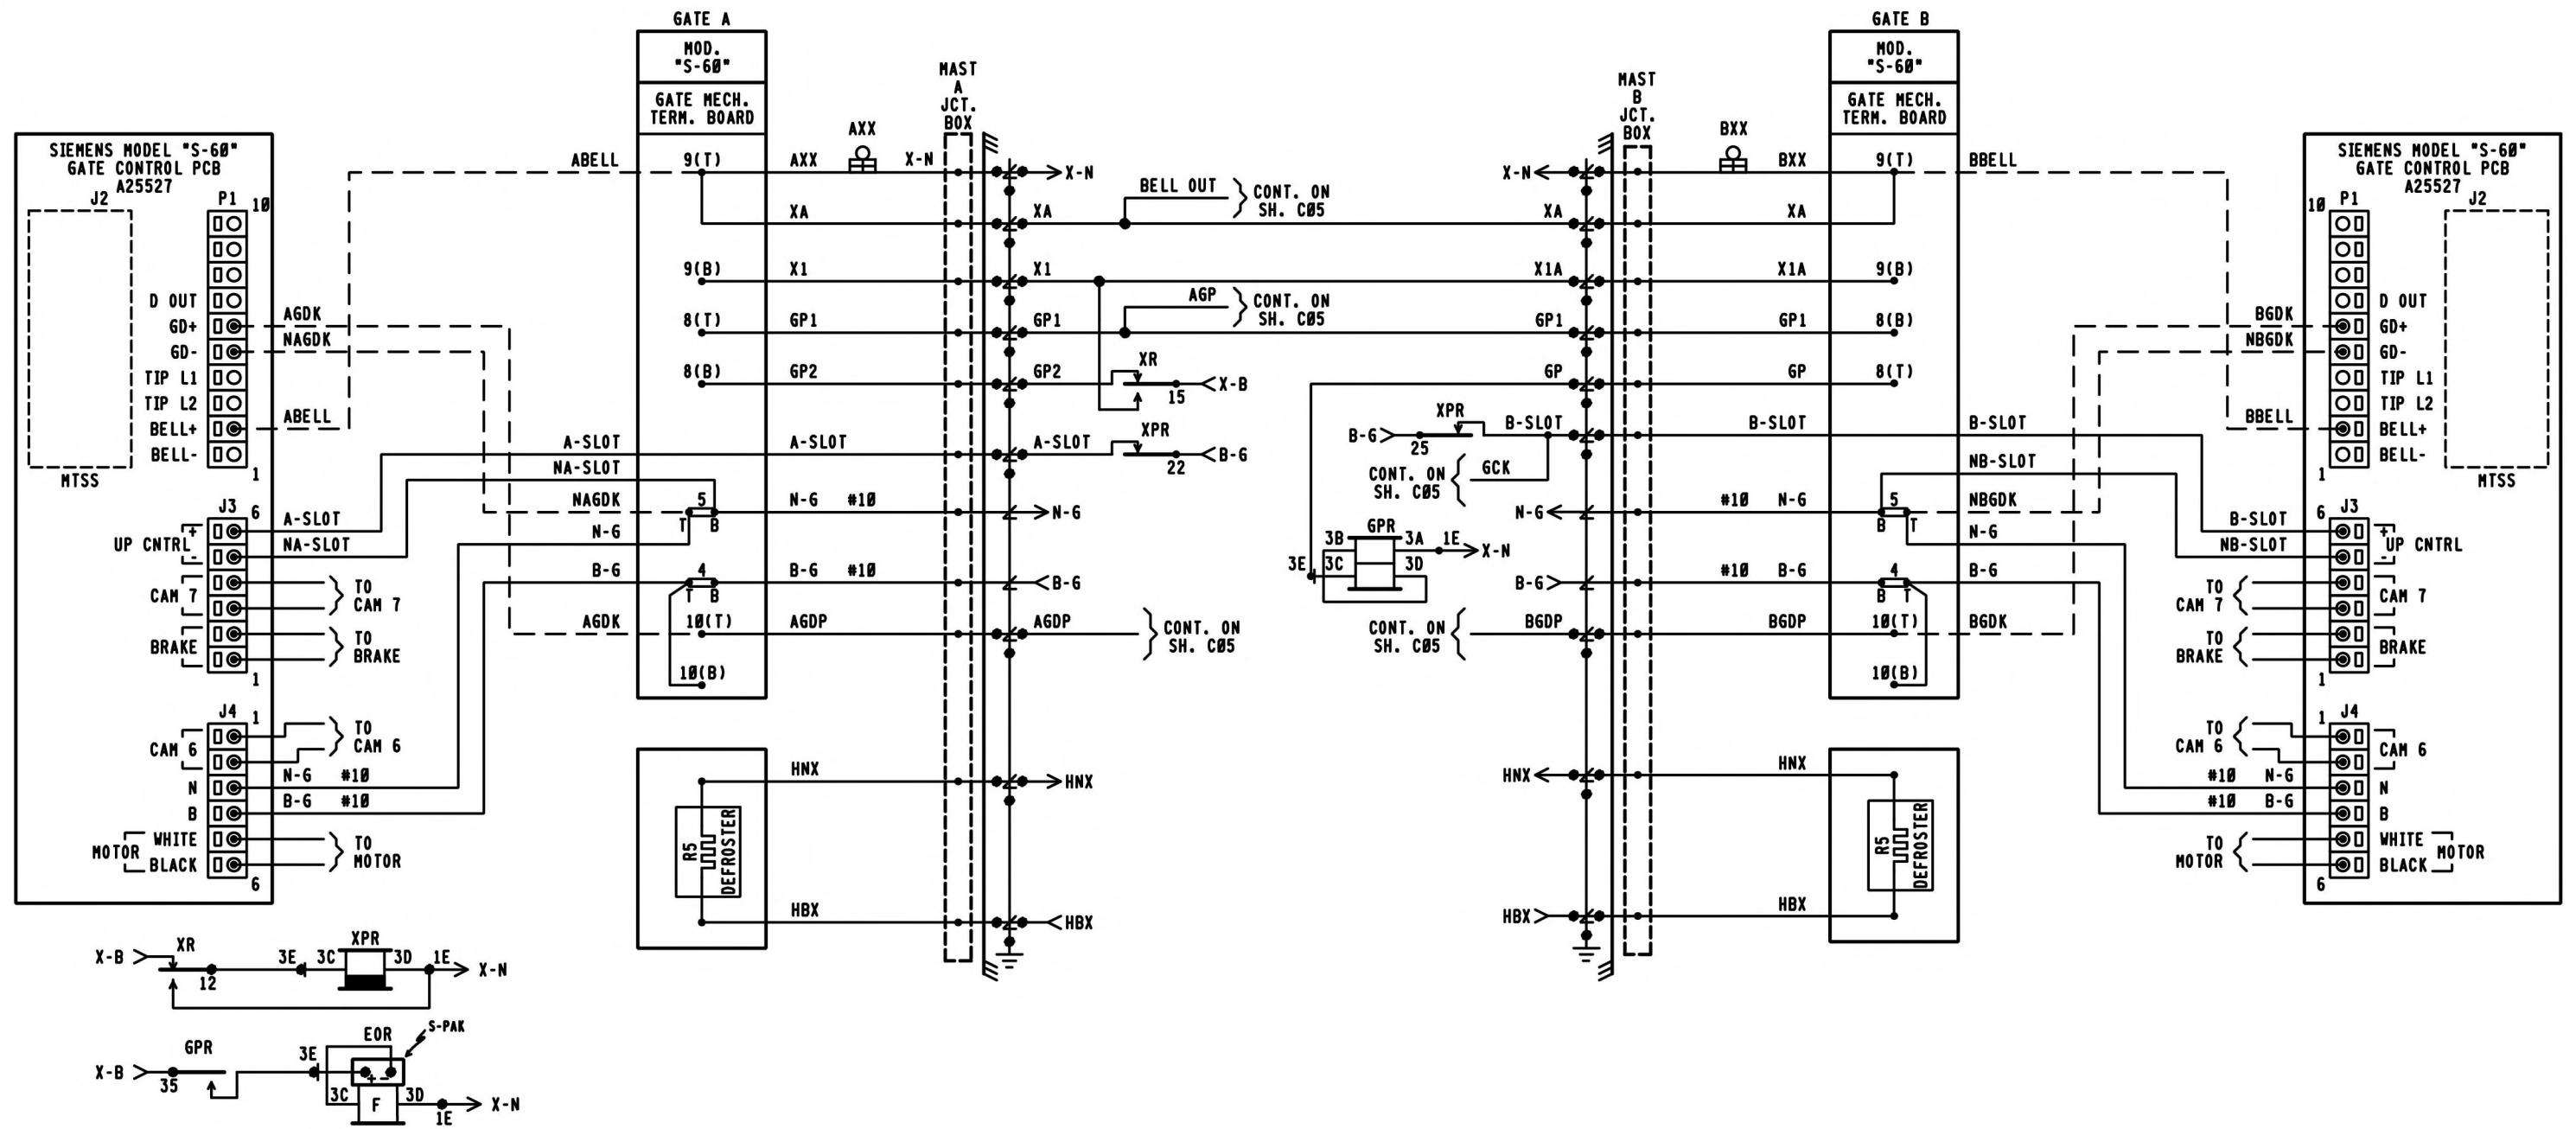 GATE A
MOD.
"S-60"
GATE MECH.
TERM. BOARD
MAST
A
JCT.
BOX
MAST
B
JCT.
BOX
GATE B
MOD.
"S-60"
GATE MECH.
TERM. BOARD
SIEMENS MODEL "S-60"
GATE CONTROL PCB
A25527
J2
P1
10
MTSS
D OUT
GD+
GD-
TIP L1
TIP L2
BELL+
BELL-
1
AGDK
NAGDK
ABELL
J3
6
+
UP CNTRL
-
CAM 7
BRAKE
1
A-SLOT
NA-SLOT
TO
CAM 7
TO
BRAKE
J4
1
CAM 6
N
B
WHITE
MOTOR
BLACK
6
TO
CAM 6
N-G #10
B-G #10
TO
MOTOR
ABELL
A-SLOT
NA-SLOT
NAGDK
N-G
B-G
AGDK
9(T)
9(B)
8(T)
8(B)
5
T B
4
T B
10(T)
10(B)
AXX
AXX
X-N
XA
X1
GP1
GP2
A-SLOT
N-G #10
B-G #10
AGDP
X-N
XA
BELL OUT
CONT. ON
SH. C05
X1
AGP
CONT. ON
SH. C05
GP1
GP2
XR
15
X-B
A-SLOT
XPR
22
B-G
N-G
B-G
AGDP
CONT. ON
SH. C05
R5
DEFROSTER
HNX
HBX
HNX
HBX
X-N
XA
X1A
GP1
GP
B-G
XPR
25
B-SLOT
CONT. ON
SH. C05
GCK
N-G
GPR
3B
3A
1E
X-N
3E
3C
3D
B-G
CONT. ON
SH. C05
BGDP
HNX
HBX
BXX
BXX
XA
X1A
GP1
GP
B-SLOT
#10 N-G
#10 B-G
BGDP
HNX
HBX
9(T)
9(B)
8(B)
8(T)
5
B T
4
B T
10(T)
10(B)
R5
DEFROSTER
BBELL
B-SLOT
NB-SLOT
NBGDK
N-G
B-G
BGDK
SIEMENS MODEL "S-60"
GATE CONTROL PCB
A25527
10
P1
J2
D OUT
GD+
GD-
TIP L1
TIP L2
BELL+
BELL-
1
MTSS
BGDK
NBGDK
BBELL
6
J3
+
UP CNTRL
-
CAM 7
BRAKE
1
B-SLOT
NB-SLOT
TO
CAM 7
TO
BRAKE
1
J4
CAM 6
N
B
WHITE
MOTOR
BLACK
6
TO
CAM 6
#10 N-G
#10 B-G
TO
MOTOR
X-B
XR
12
3E
3C
XPR
3D
1E
X-N
X-B
GPR
35
3E
EOR
S-PAK
+ -
3C
F
3D
1E
X-N